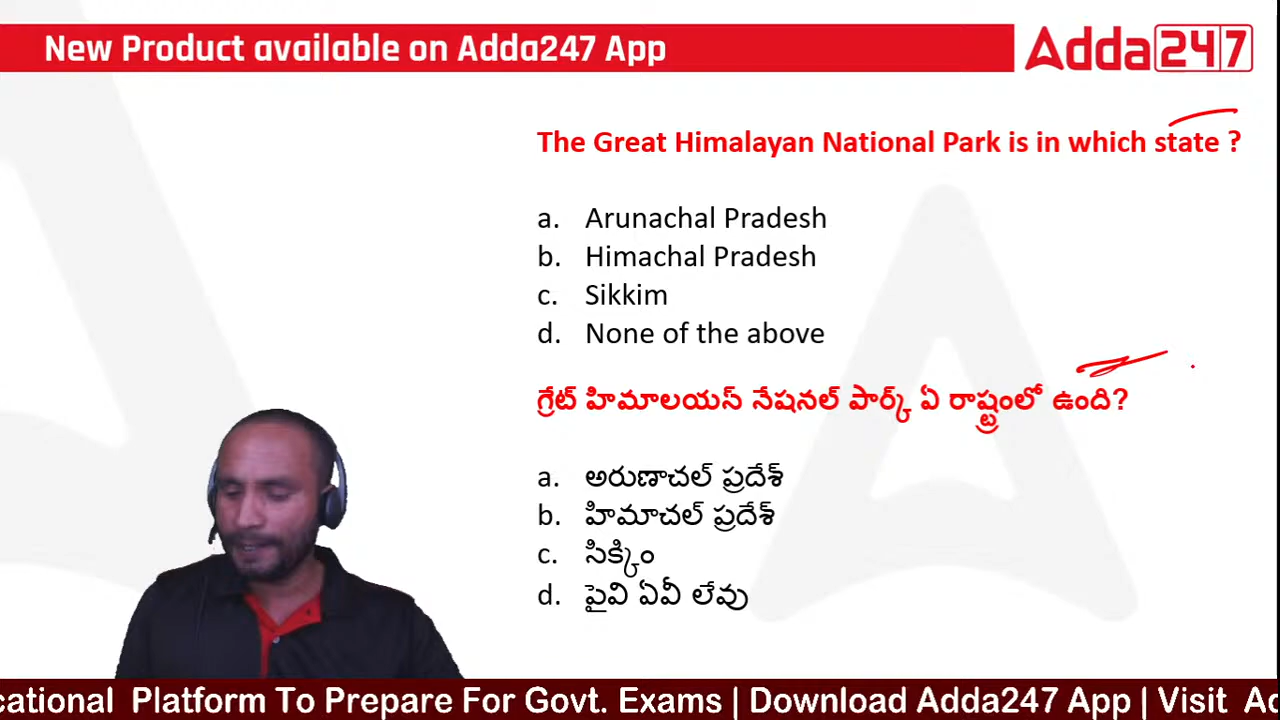 New Product available on Adda247 App
Adda247
The Great Himalayan National Park is in which state ?
a. Arunachal Pradesh
b. Himachal Pradesh
c. Sikkim
d. None of the above
గ్రేట్ హిమాలయస్ నేషనల్ పార్క్ ఏ రాష్ట్రంలో ఉంది?
a. అరుణాచల్ ప్రదేశ్
b. హిమాచల్ ప్రదేశ్
c. సిక్కిం
d. పైవి ఏవీ లేవు
cational Platform To Prepare For Govt. Exams | Download Adda247 App | Visit Ad